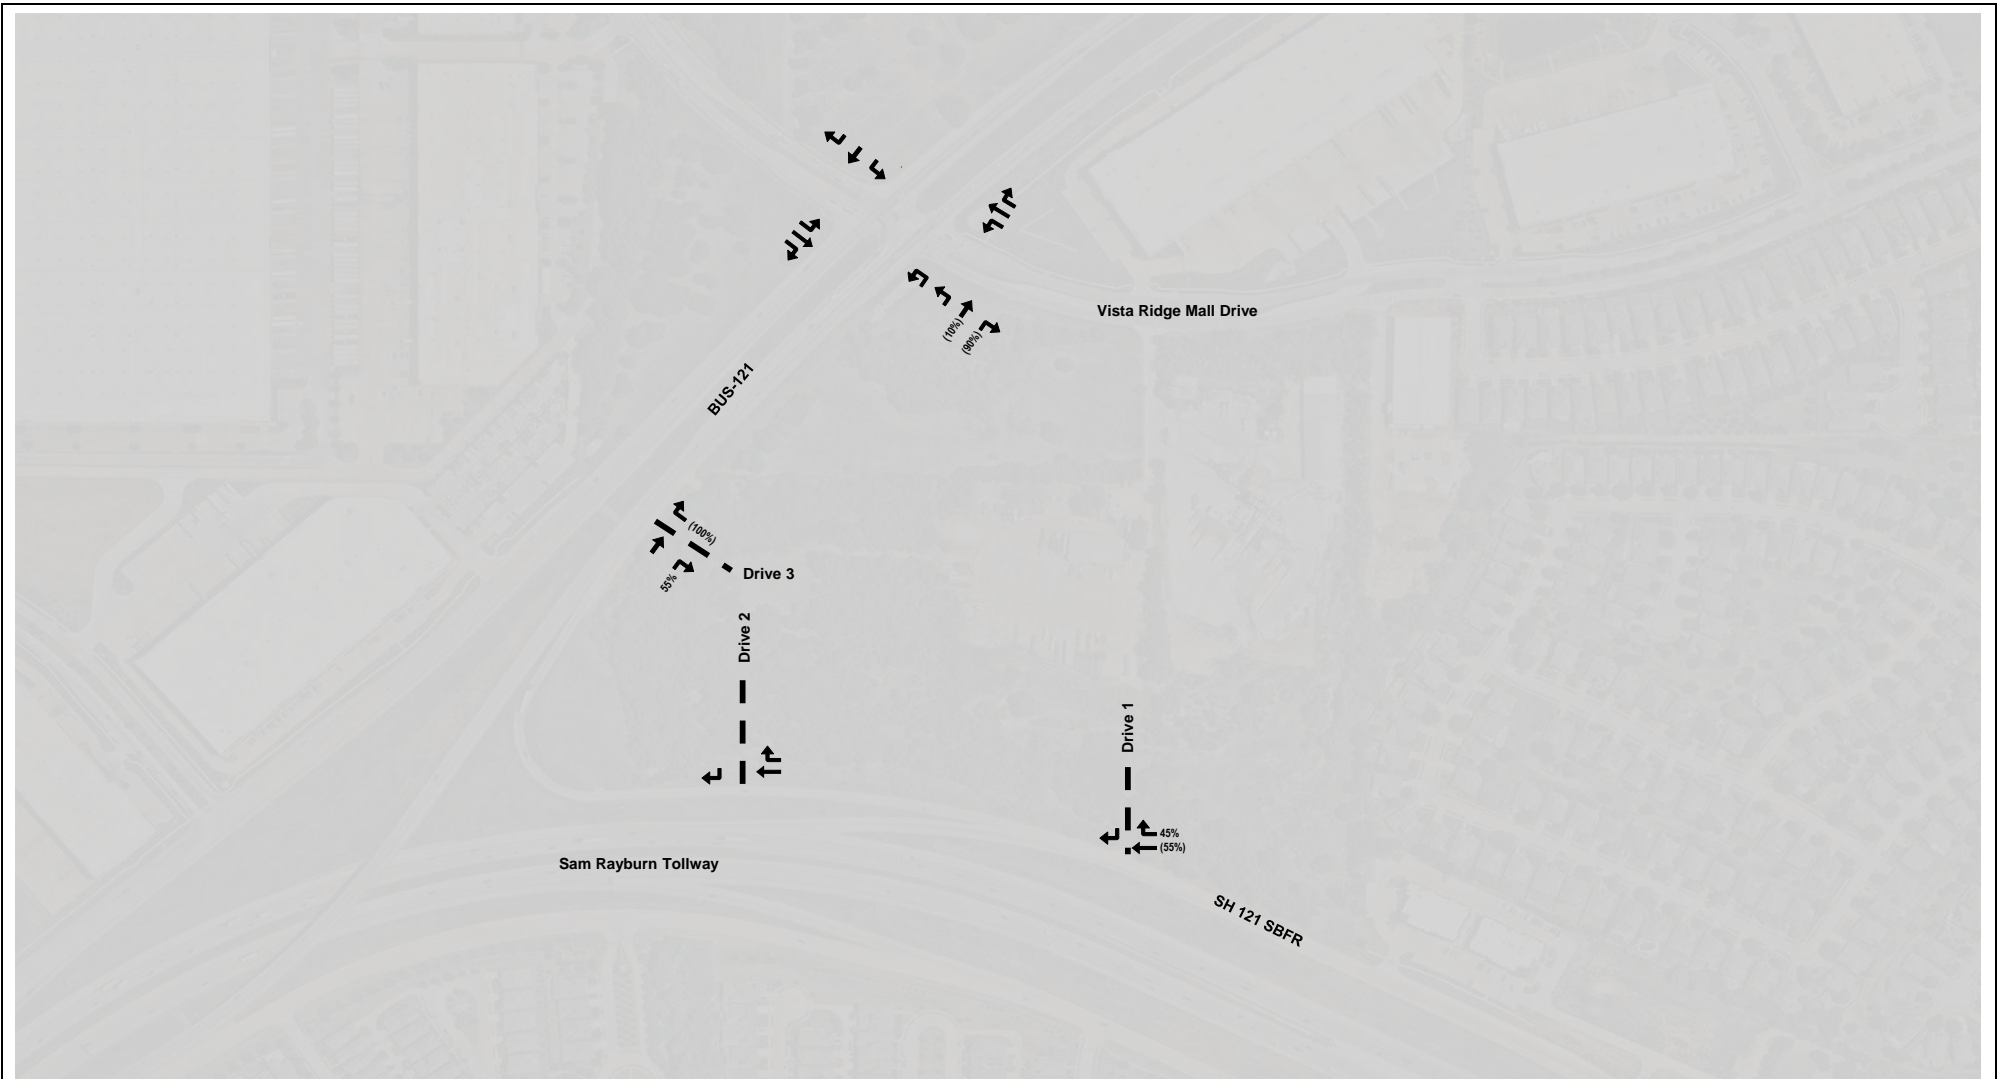 Vista Ridge Mall Drive
(10%)
(90%)
BUS-121
(100%)
55%
Drive 3
Drive 2
Drive 1
45%
(55%)
Sam Rayburn Tollway
SH 121 SBFR